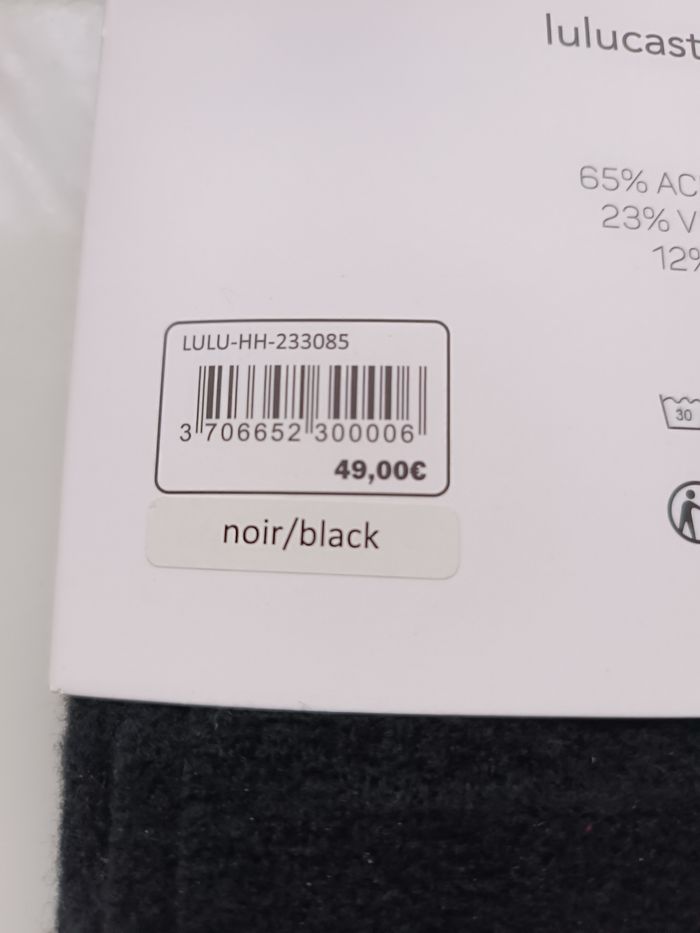 lulucast
65% AC
23% V
12%
LULU-HH-233085
3 706652 300006
49,00€
noir/black
30